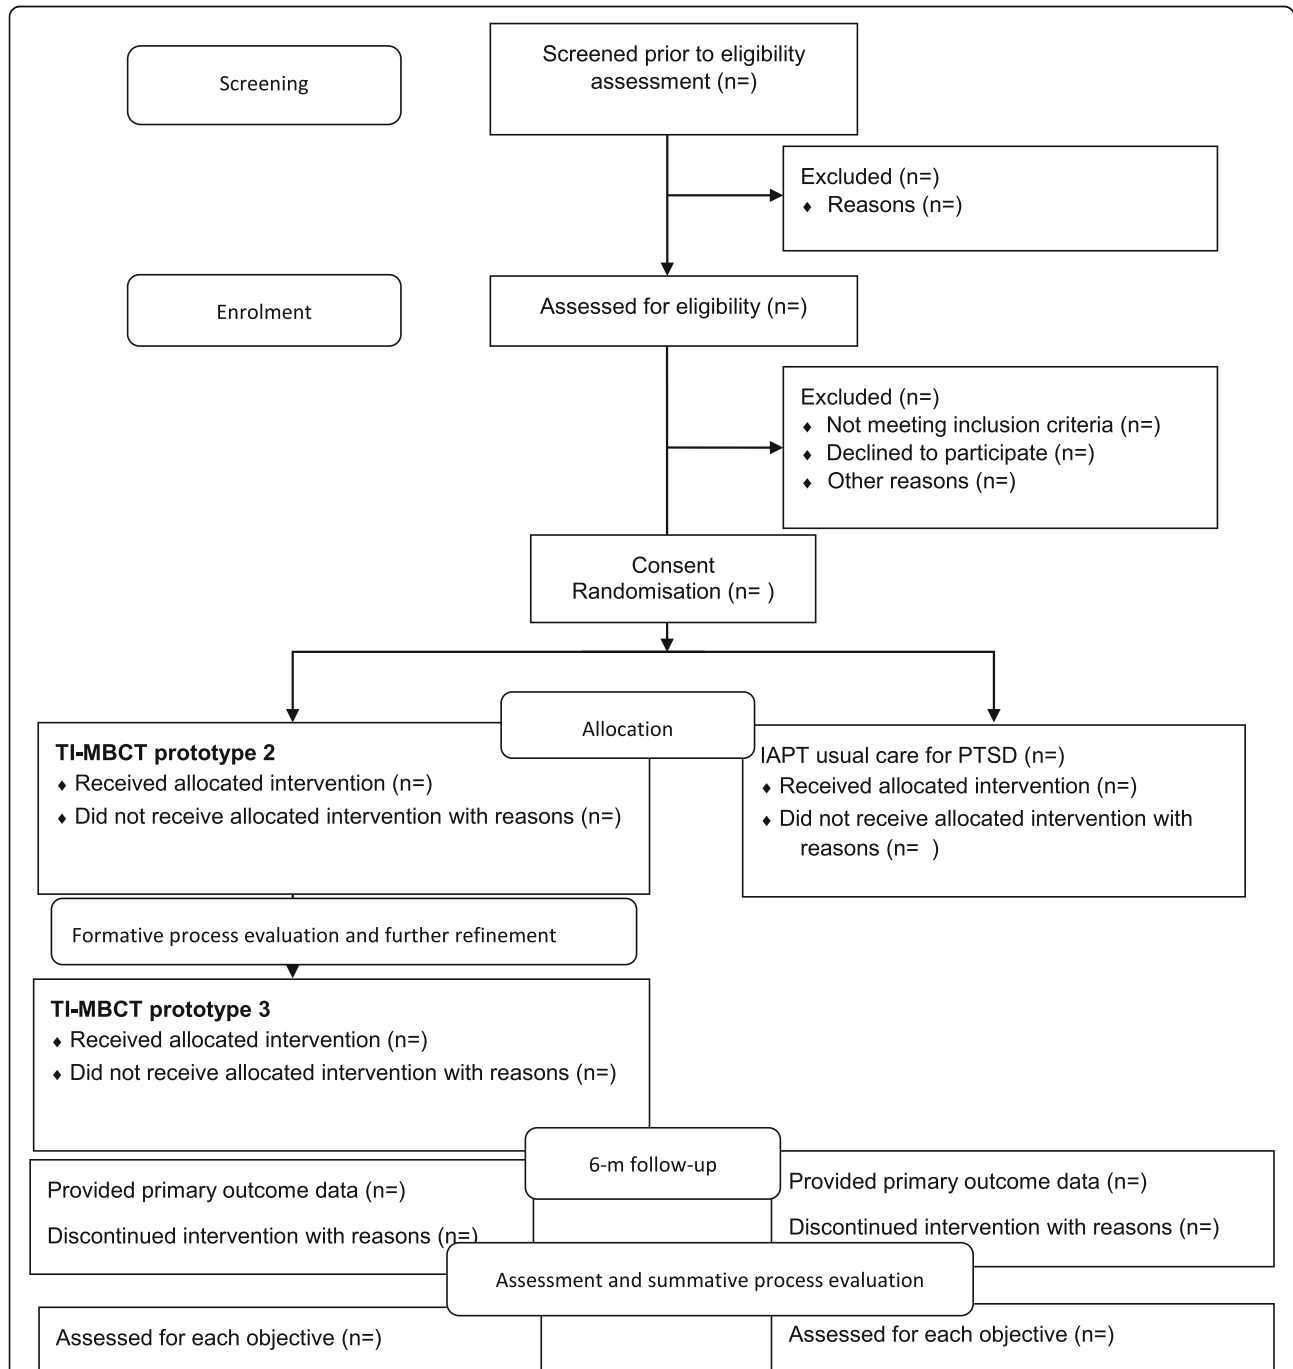 Screening
Screened prior to eligibility
assessment (n=)
Excluded (n=)
♦ Reasons (n=)
Enrolment
Assessed for eligibility (n=)
Excluded (n=)
♦ Not meeting inclusion criteria (n=)
♦ Declined to participate (n=)
♦ Other reasons (n=)
Consent
Randomisation (n= )
Allocation
TI-MBCT prototype 2
♦ Received allocated intervention (n=)
♦ Did not receive allocated intervention with reasons (n=)
IAPT usual care for PTSD (n=)
♦ Received allocated intervention (n=)
♦ Did not receive allocated intervention with
reasons (n= )
Formative process evaluation and further refinement
TI-MBCT prototype 3
♦ Received allocated intervention (n=)
♦ Did not receive allocated intervention with reasons (n=)
6-m follow-up
Provided primary outcome data (n=)
Discontinued intervention with reasons (n=)
Provided primary outcome data (n=)
Discontinued intervention with reasons (n=)
Assessment and summative process evaluation
Assessed for each objective (n=)
Assessed for each objective (n=)